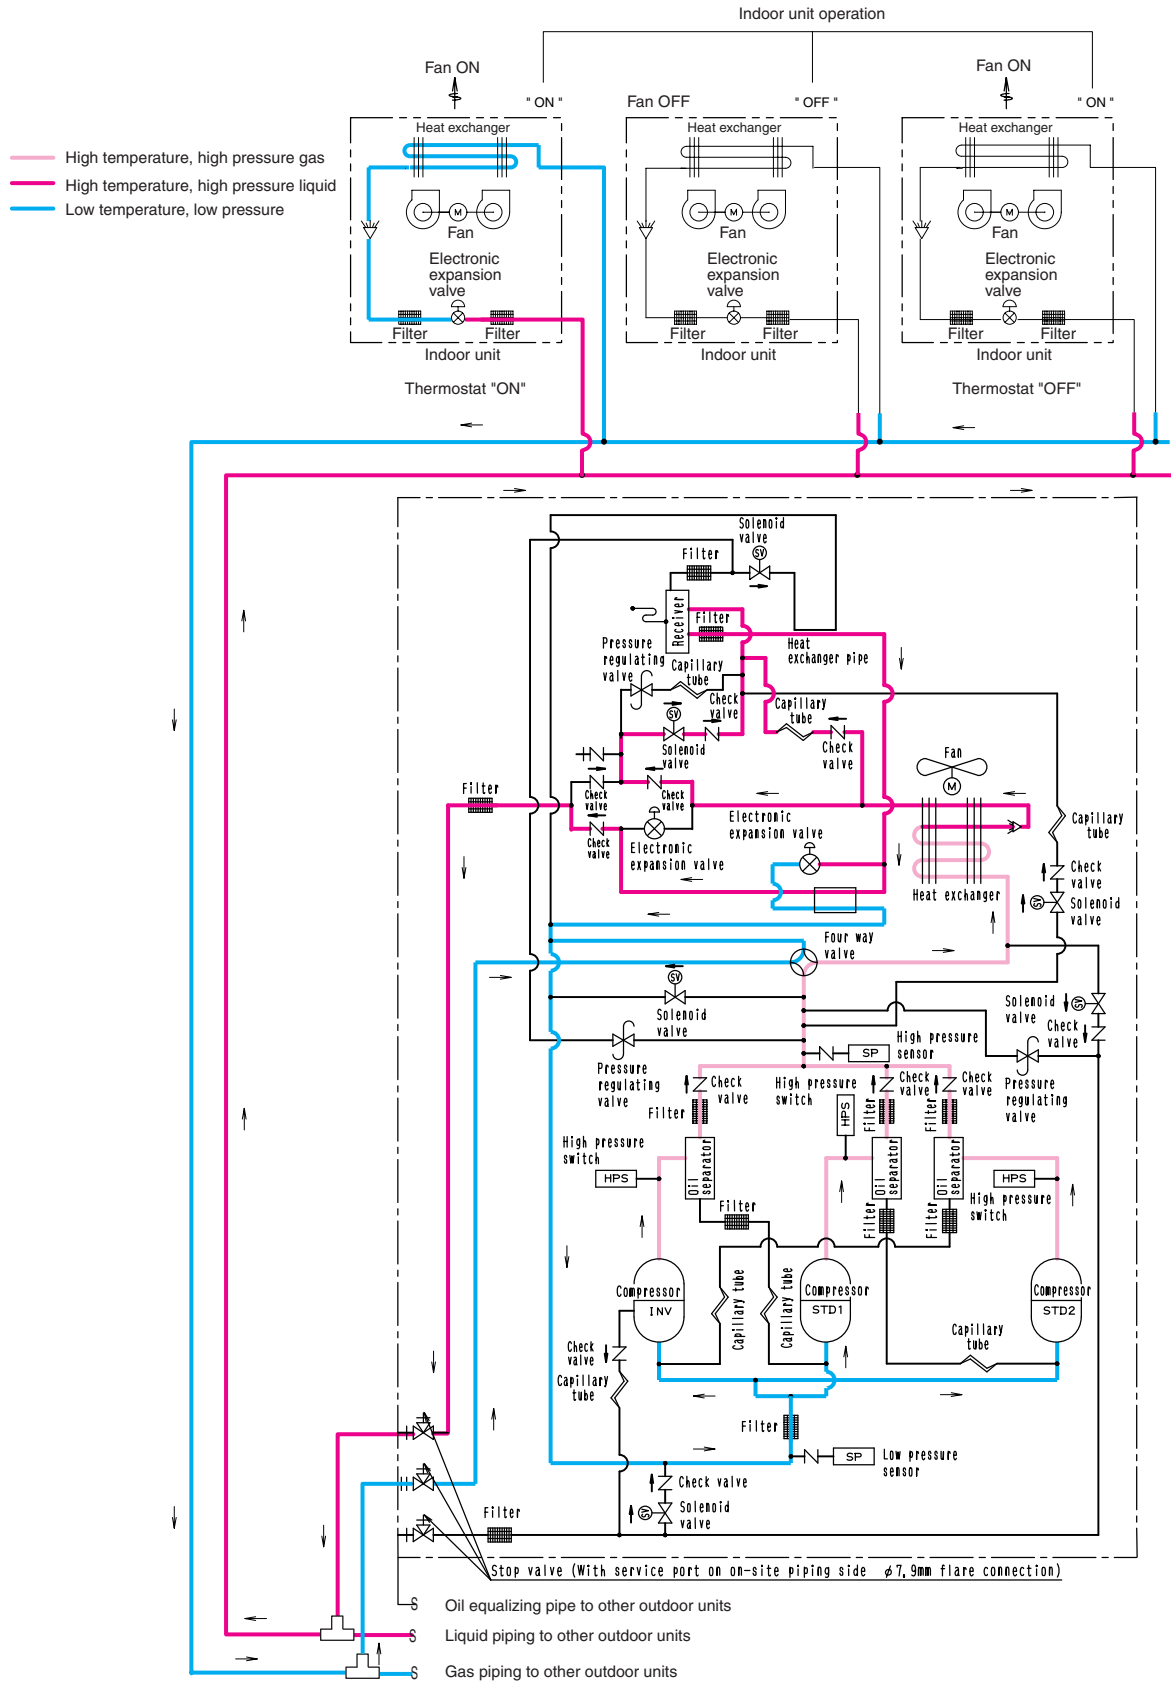 Indoor unit operation
Fan ON
" ON "
Fan OFF
" OFF "
Fan ON
" ON "
Heat exchanger
Heat exchanger
Heat exchanger
High temperature, high pressure gas
High temperature, high pressure liquid
Low temperature, low pressure
M
M
M
Fan
Fan
Fan
Electronic
expansion
valve
Electronic
expansion
valve
Electronic
expansion
valve
Filter
Filter
Filter
Filter
Filter
Filter
Indoor unit
Indoor unit
Indoor unit
Thermostat "ON"
Thermostat "OFF"
Solenoid
valve
SV
Filter
Receiver
Filter
Pressure
regulating
valve
Capillary
tube
Heat
exchanger pipe
Check
valve
Capillary
tube
SV
Solenoid
valve
Check
valve
Fan
M
Filter
Check
valve
Check
valve
Check
valve
Electronic
expansion valve
Electronic
expansion valve
Capillary
tube
Check
valve
Heat exchanger
SV
Solenoid
valve
Four way
valve
SV
Solenoid
valve
Solenoid
valve
SV
Check
valve
High pressure
sensor
SP
Pressure
regulating
valve
Check
valve
High pressure
switch
Check
valve
Check
valve
Pressure
regulating
valve
Filter
HPS
Filter
Filter
High pressure
switch
HPS
Oil
separator
Oil
separator
Oil
separator
HPS
High pressure
switch
Filter
Filter
Filter
Compressor
INV
Capillary tube
Capillary tube
Compressor
STD1
Compressor
STD2
Check
valve
Capillary
tube
Capillary
tube
Filter
SP
Low pressure
sensor
Check valve
SV
Solenoid
valve
Filter
Stop valve (With service port on on-site piping side ø7,9mm flare connection)
Oil equalizing pipe to other outdoor units
Liquid piping to other outdoor units
Gas piping to other outdoor units